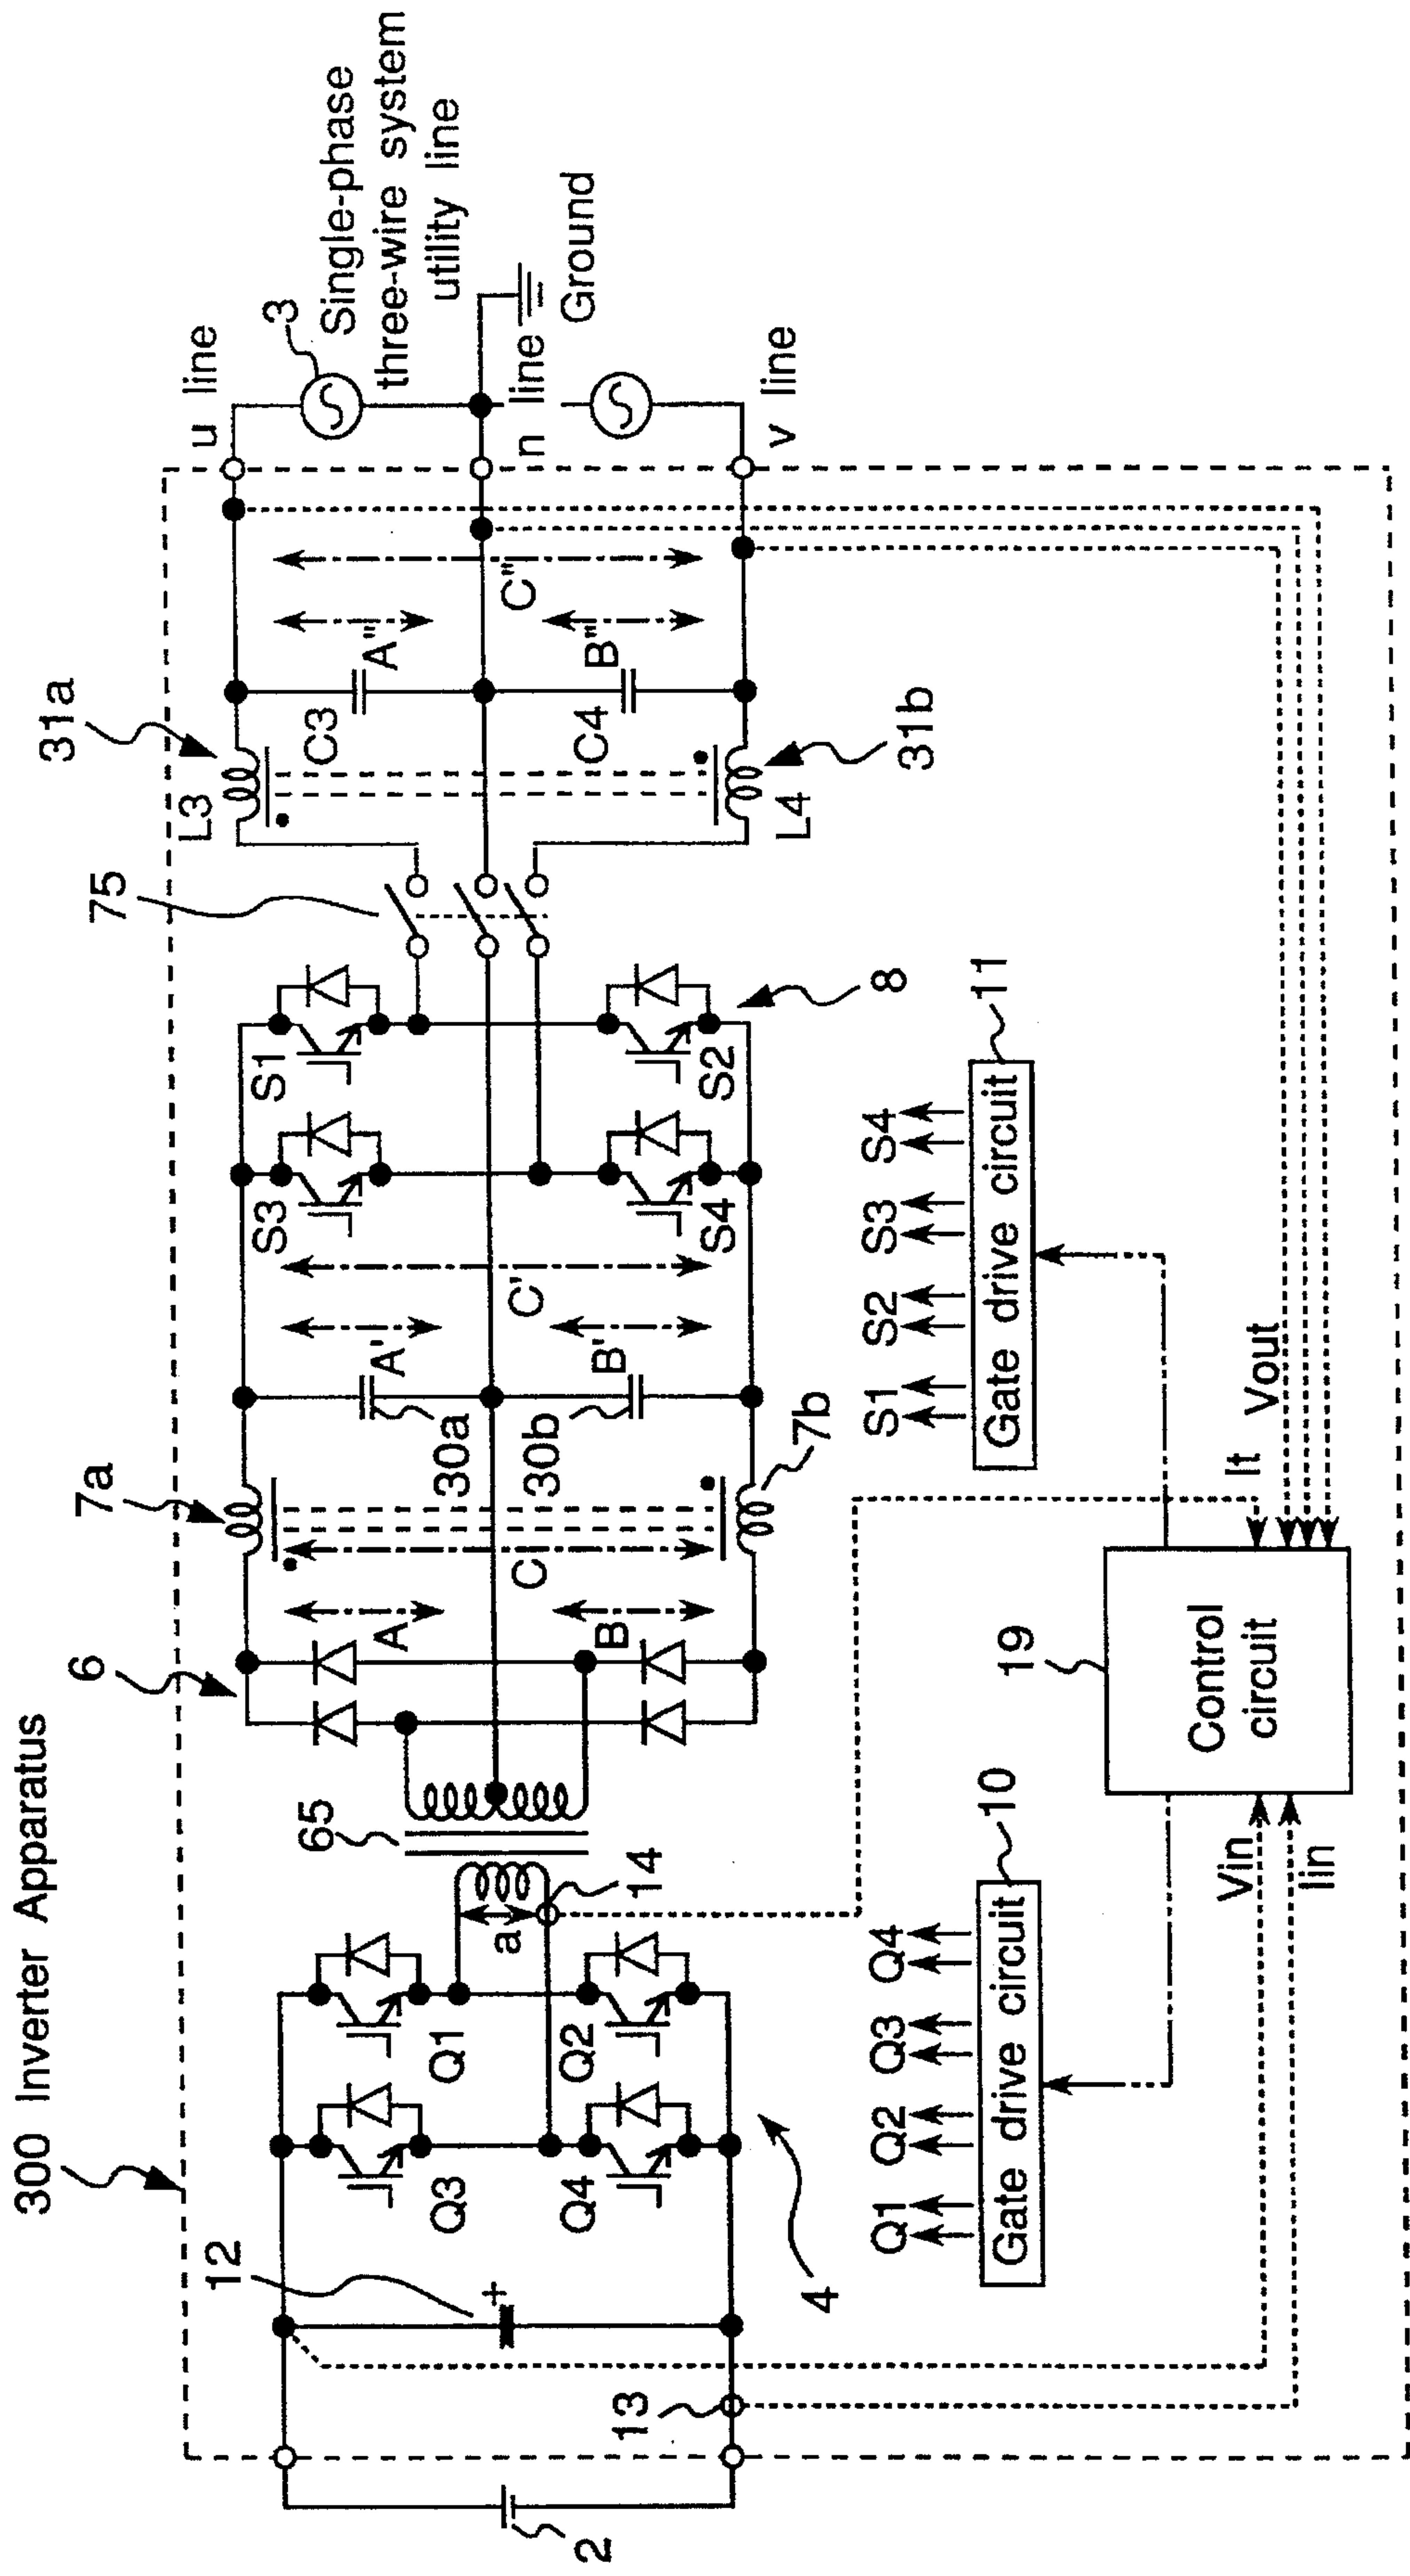 300 Inverter Apparatus
2
12
13
+
4
Q3
Q4
Q1
Q2
a
14
65
6
A
B
C
7a
7b
30a
30b
A'
B'
C'
S3
S4
S1
S2
8
75
L3
L4
31a
31b
C3
C4
A"
B"
C"
u line
n line
v line
3
Single-phase
three-wire system
utility line
Ground
Q1 Q2 Q3 Q4
Gate drive circuit
10
S1 S2 S3 S4
Gate drive circuit
11
19
Control
circuit
Vin
Iin
It
Vout